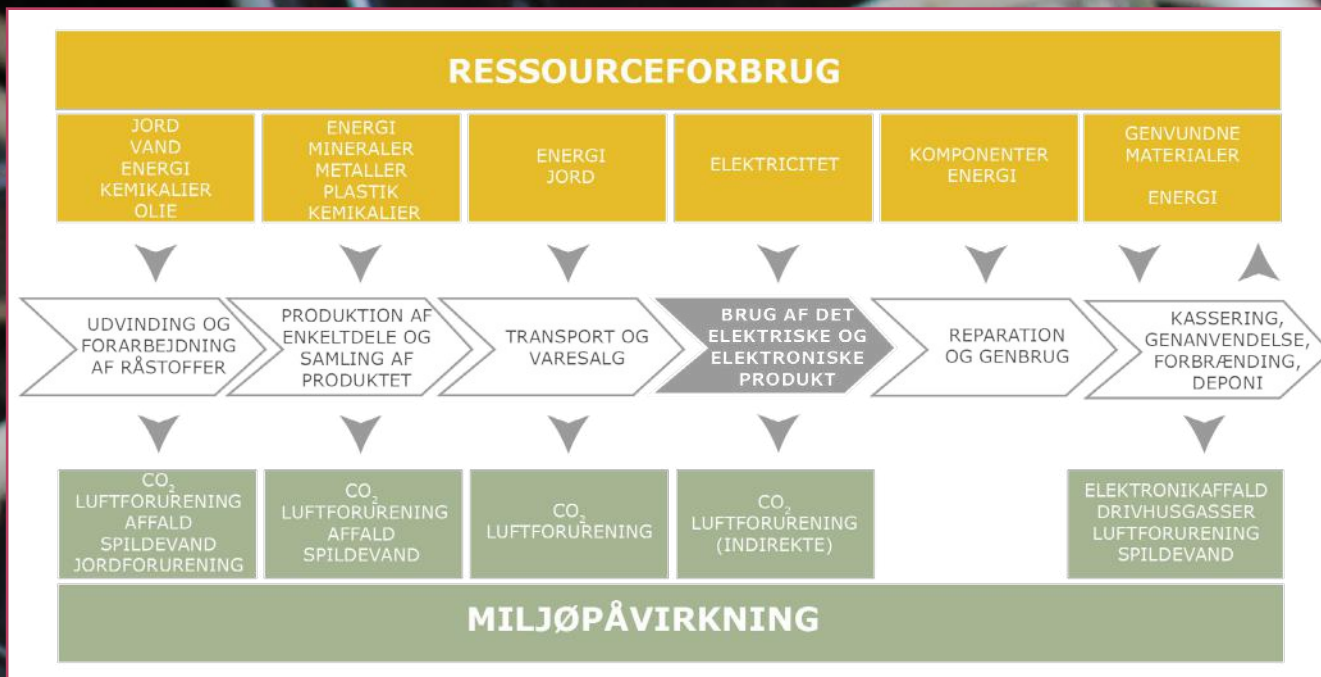 RESSOURCEFORBRUG
JORD
VAND
ENERGI
KEMIKALIER
OLIE
ENERGI
MINERALER
METALLER
PLASTIK
KEMIKALIER
ENERGI
JORD
ELEKTRICITET
KOMPONENTER
ENERGI
GENVUNDNE
MATERIALER
ENERGI
UDVINDING OG
FORARBEJDNING
AF RÅSTOFFER
PRODUKTION AF
ENKELTDELE OG
SAMLING AF
PRODUKTET
TRANSPORT OG
VARESALG
BRUG AF DET
ELEKTRISKE OG
ELEKTRONISKE
PRODUKT
REPARATION
OG GENBRUG
KASSERING,
GENANVENDELSE,
FORBRÆNDING,
DEPONI
CO₂
LUFTFORURENING
AFFALD
SPILDEVAND
JORDFORURENING
CO₂
LUFTFORURENING
AFFALD
SPILDEVAND
CO₂
LUFTFORURENING
CO₂
LUFTFORURENING
(INDIREKTE)
ELEKTRONIKAFFALD
DRIVHUSGASSER
LUFTFORURENING
SPILDEVAND
MILJØPÅVIRKNING